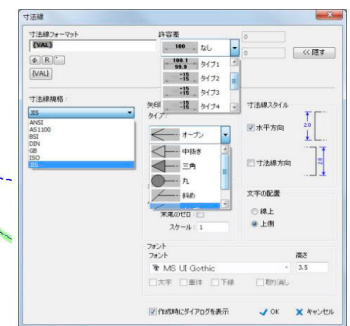 寸法線
寸法線フォーマット
{VAL}
Φ R °
{VAL}
寸法線規格:
JIS
ANSI
AS1100
BSI
DIN
GB
ISO
JIS
許容差
100 なし
100.1
99.9 タイプ1
-15
-15 タイプ2
-15
-15 タイプ3
-15
-15 タイプ4
0
0
<< 隠す
矢印
タイプ:
オープン
中抜き
三角
丸
斜め
末尾のゼロ
スケール: 1
寸法線スタイル
水平方向
2.0
寸法線方向
2.0
文字の配置
線上
上側
フォント
フォント
MS UI Gothic
高さ
3.5
太字 斜体 下線 取り消し
作成時にダイアログを表示
OK キャンセル